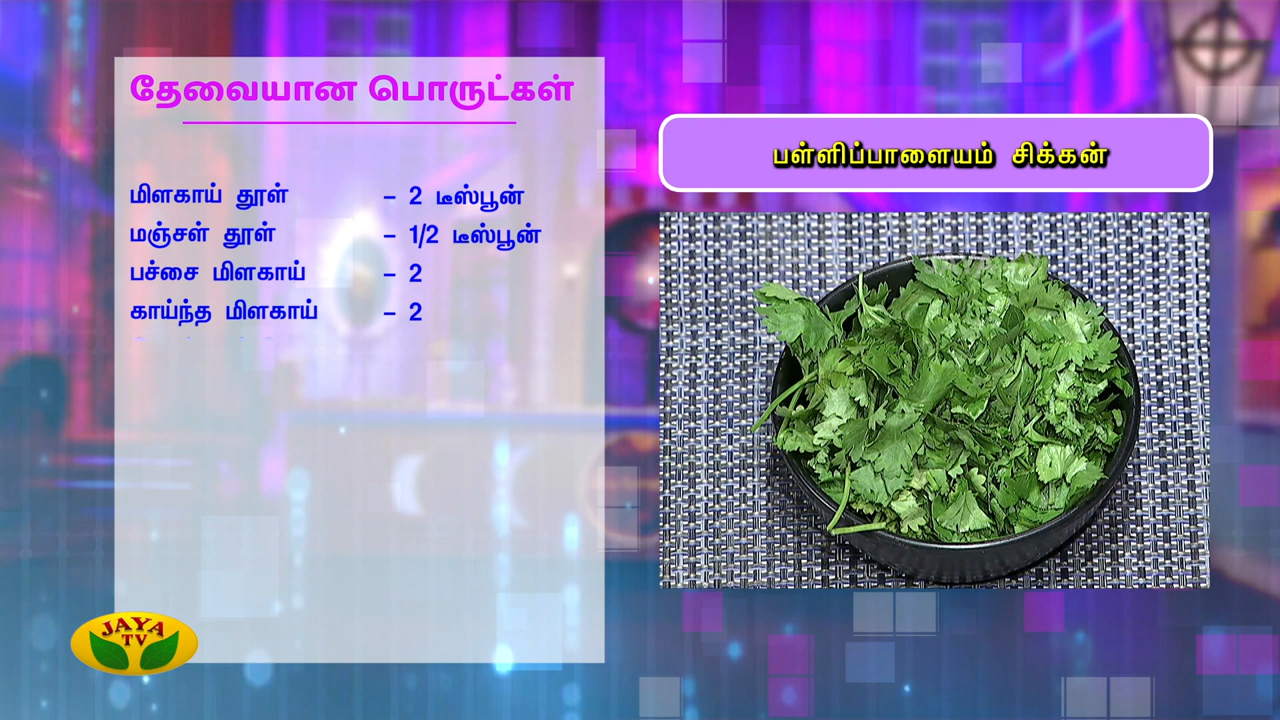 தேவையான பொருட்கள்
மிளகாய் தூள் – 2 டீஸ்பூன்
மஞ்சள் தூள் – 1/2 டீஸ்பூன்
பச்சை மிளகாய் – 2
காய்ந்த மிளகாய் – 2
பள்ளிப்பாளையம் சிக்கன்
JAYA
TV